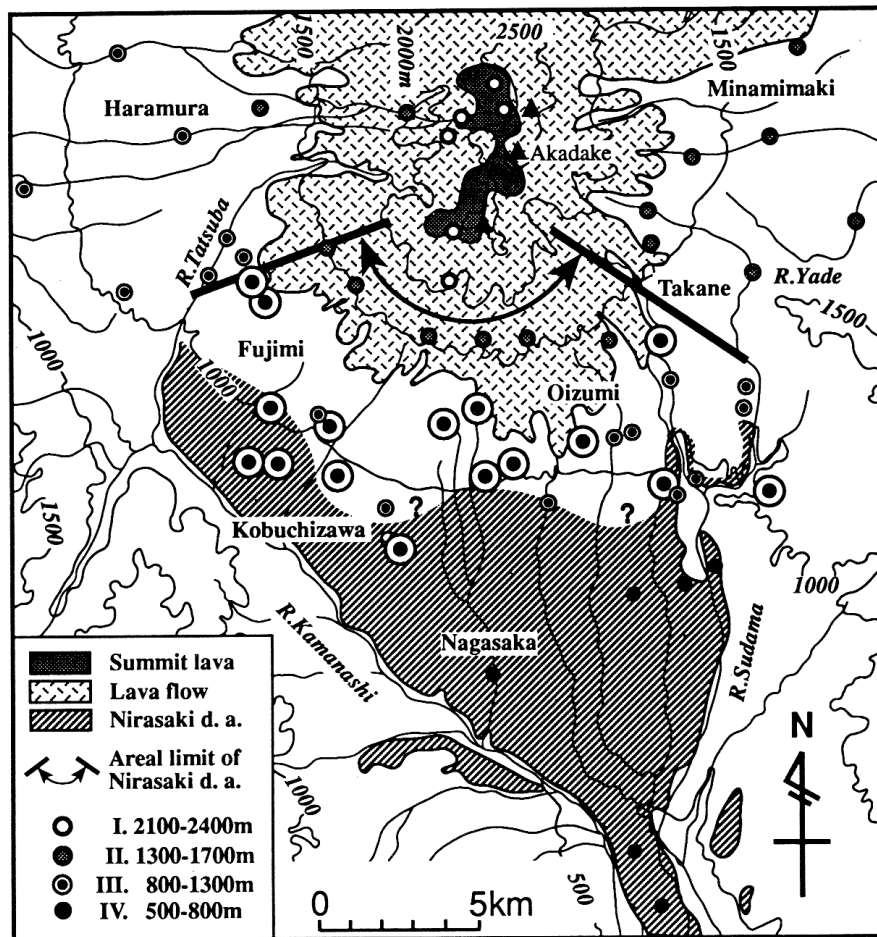 1500
2000m
2500
1500
Minamimaki
Haramura
Akadake
R.Tatsuba
Takane
R.Yade
1500
1000
Fujimi
1000
Oizumi
?
?
1500
Kobuchizawa
1000
R.Kamanashi
Nagasaka
R.Sudama
Summit lava
Lava flow
Nirasaki d. a.
Areal limit of
Nirasaki d. a.
I. 2100-2400m
II. 1300-1700m
III. 800-1300m
IV. 500-800m
1000
N
500
0 5km